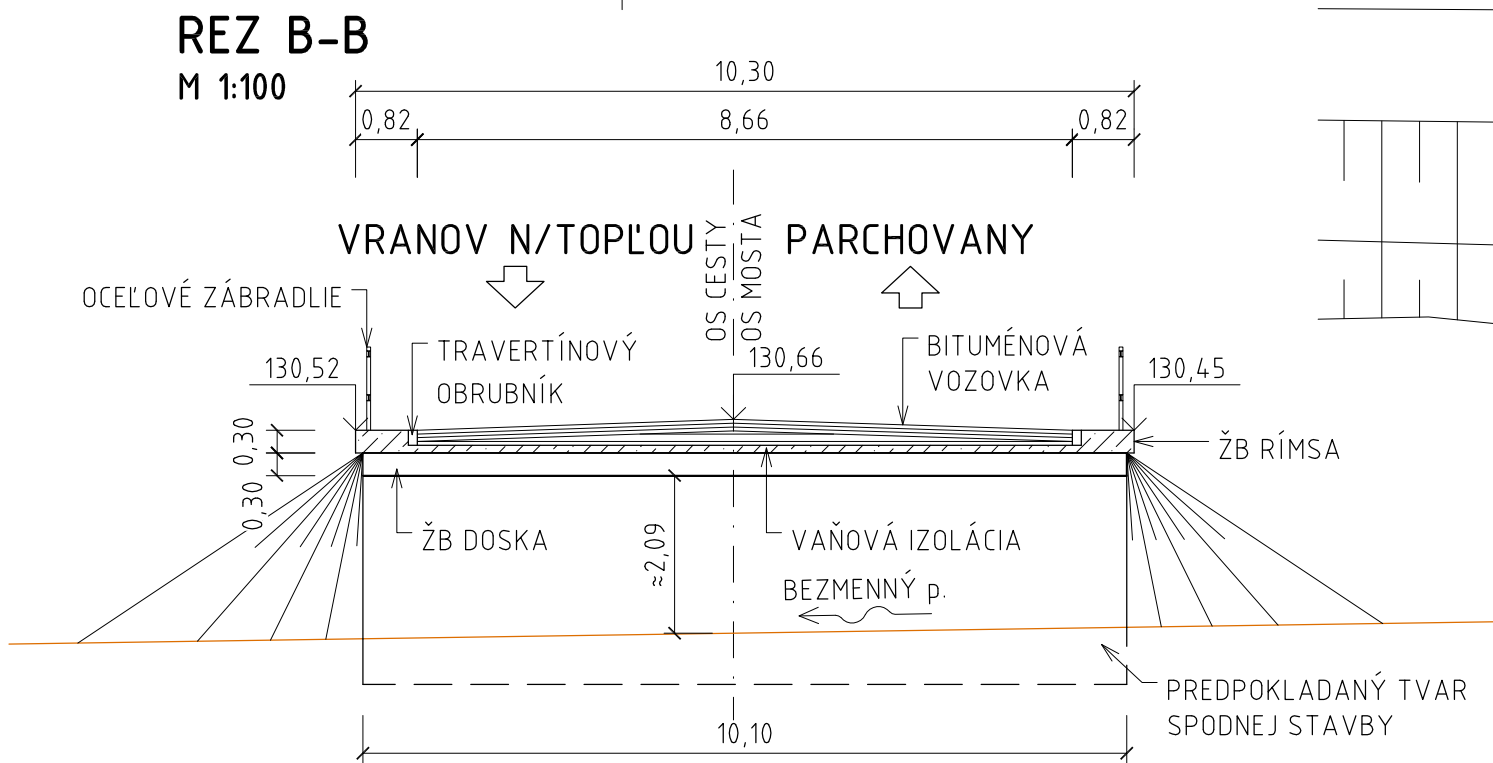 REZ B-B
M 1:100
10,30
0,82
8,66
0,82
VRANOV N/TOPĽOU
PARCHOVANY
OS CESTY
OS MOSTA
OCEĽOVÉ ZÁBRADLIE
TRAVERTÍNOVÝ
OBRUBNÍK
BITUMÉNOVÁ
VOZOVKA
130,52
130,66
130,45
0,30
0,30
ŽB RÍMSA
ŽB DOSKA
≈2,09
VAŇOVÁ IZOLÁCIA
BEZMENNÝ p.
PREDPOKLADANÝ TVAR
SPODNEJ STAVBY
10,10